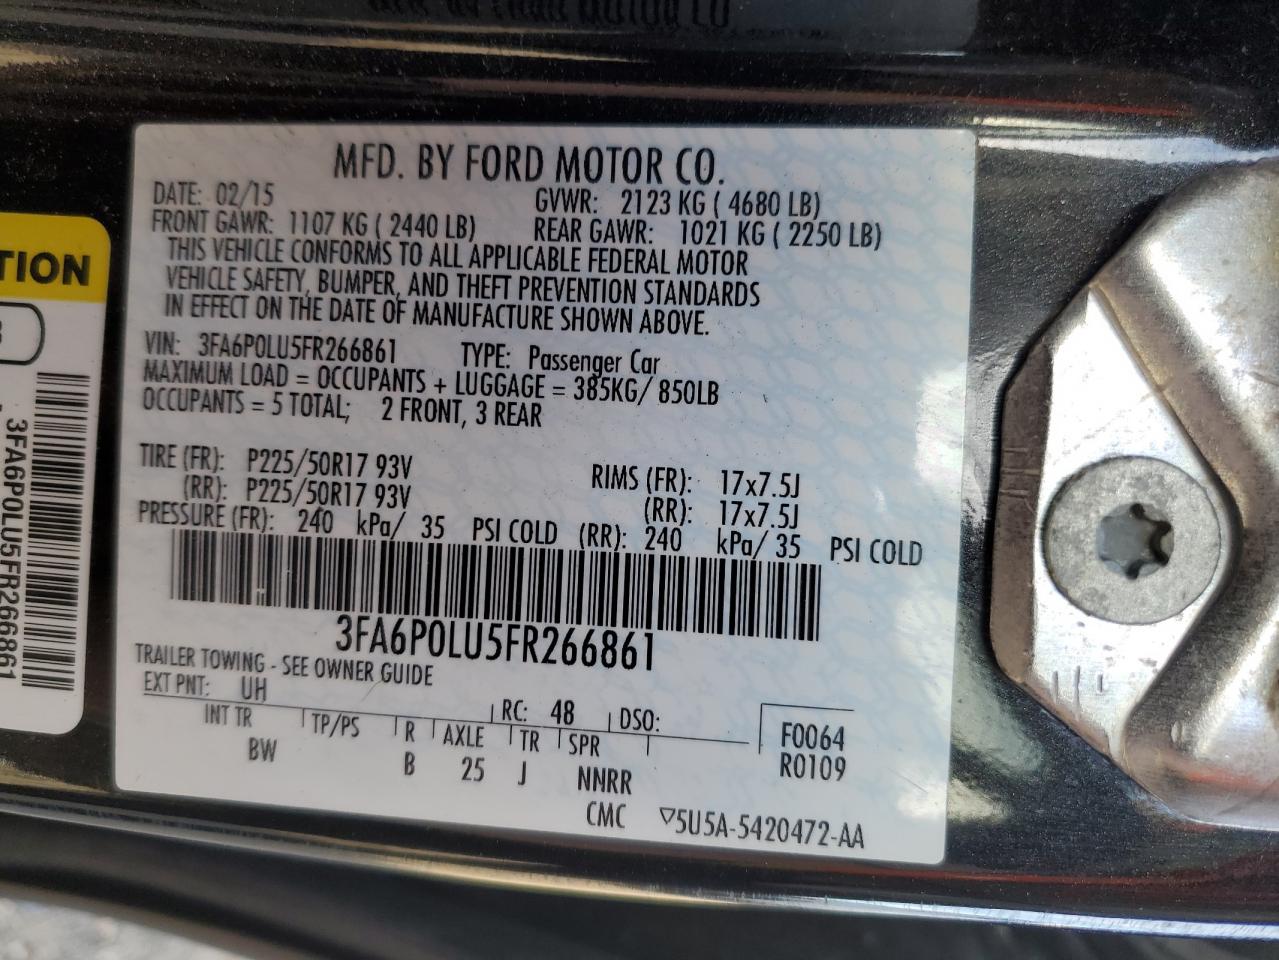 MFD. BY FORD MOTOR CO.
DATE: 02/15 GVWR: 2123 KG ( 4680 LB)
FRONT GAWR: 1107 KG ( 2440 LB) REAR GAWR: 1021 KG ( 2250 LB)
THIS VEHICLE CONFORMS TO ALL APPLICABLE FEDERAL MOTOR
VEHICLE SAFETY, BUMPER, AND THEFT PREVENTION STANDARDS
IN EFFECT ON THE DATE OF MANUFACTURE SHOWN ABOVE.
VIN: 3FA6P0LU5FR266861 TYPE: Passenger Car
MAXIMUM LOAD = OCCUPANTS + LUGGAGE = 385KG/ 850LB
OCCUPANTS = 5 TOTAL; 2 FRONT, 3 REAR
TIRE (FR): P225/50R17 93V RIMS (FR): 17x7.5J
(RR): P225/50R17 93V (RR): 17x7.5J
PRESSURE (FR): 240 kPa/ 35 PSI COLD (RR): 240 kPa/ 35 PSI COLD
3FA6P0LU5FR266861
TRAILER TOWING - SEE OWNER GUIDE
EXT PNT: UH RC: 48 DSO:
INT TR TP/PS R AXLE TR SPR F0064
BW B 25 J NNRR R0109
CMC ▽5U5A-5420472-AA
TION
3FA6P0LU5FR266861